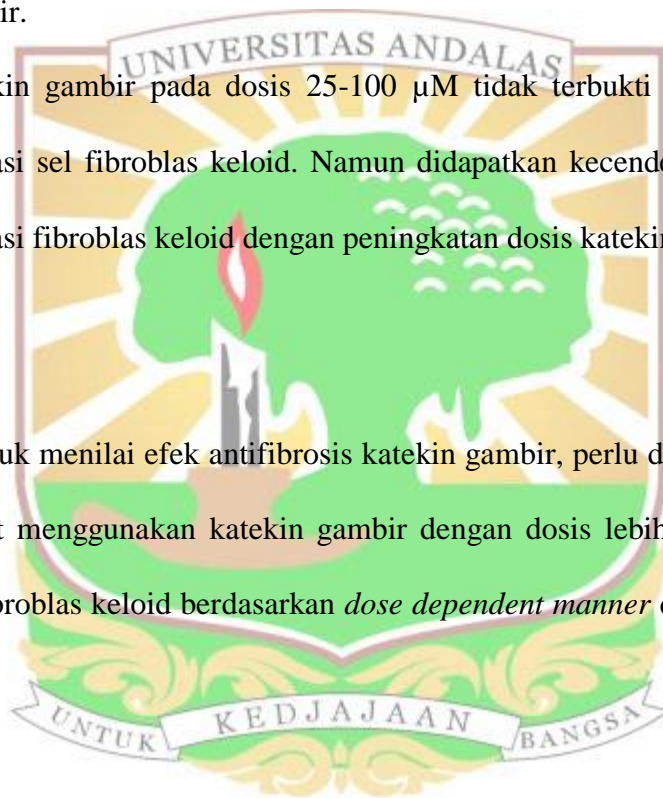 ir.
UNIVERSITAS ANDALAS
kin gambir pada dosis 25-100 µM tidak terbukti
asi sel fibroblas keloid. Namun didapatkan kecende
asi fibroblas keloid dengan peningkatan dosis katekin
uk menilai efek antifibrosis katekin gambir, perlu d
t menggunakan katekin gambir dengan dosis lebih
broblas keloid berdasarkan dose dependent manner
UNTUK KEDJAJAAN BANGSA